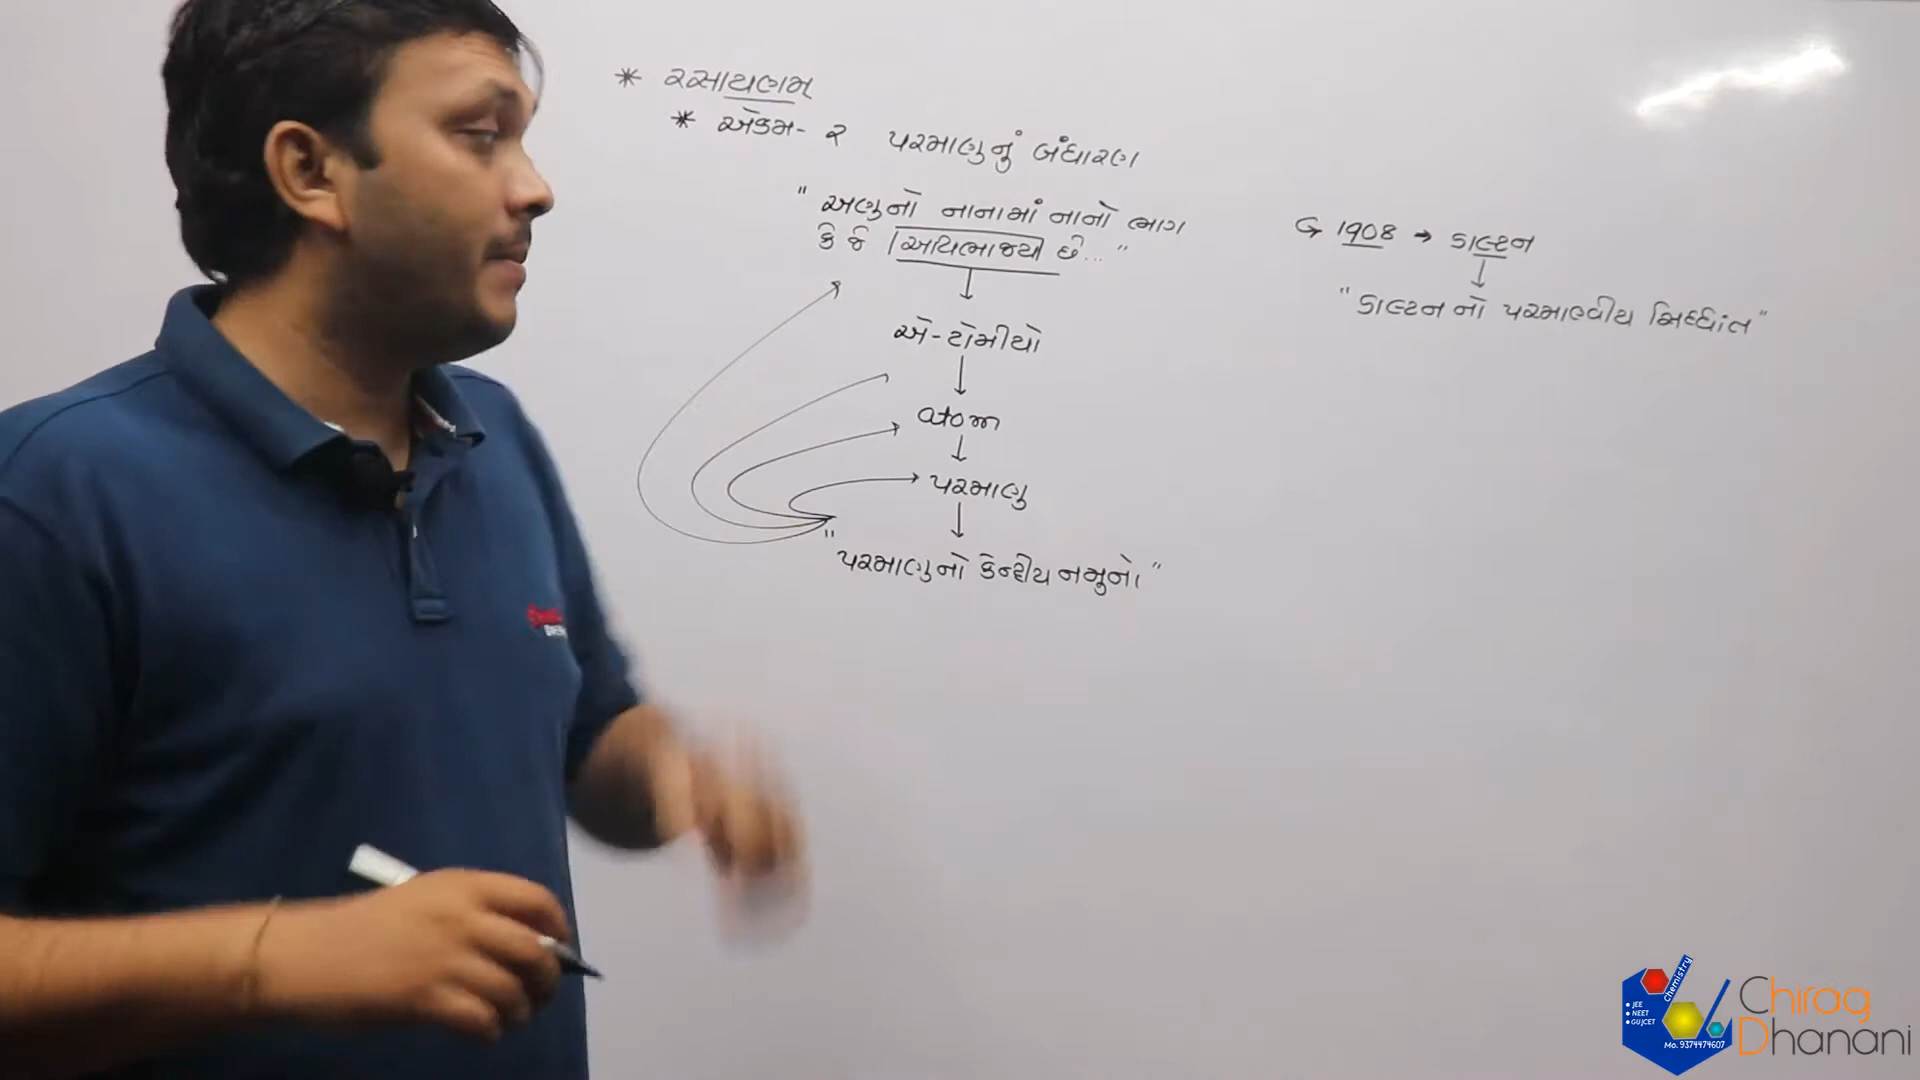 * રસાયણમ્
* એકમ- ૨ પરમાણુનું બંધારણ
" અણુનો નાનામાં નાનો ભાગ
કે જે અવિભાજ્ય છે... "
એ-ટોમીયો
atom
પરમાણુ
" પરમાણુનો કેન્દ્રીય નમુનો "
1908 → ડાલ્ટન
" ડાલ્ટન નો પરમાણ્વીય સિદ્ધાંત "
Chemistry
• JEE
• NEET
• GUJCET
Mo. 9374474607
Chirag
Dhanani